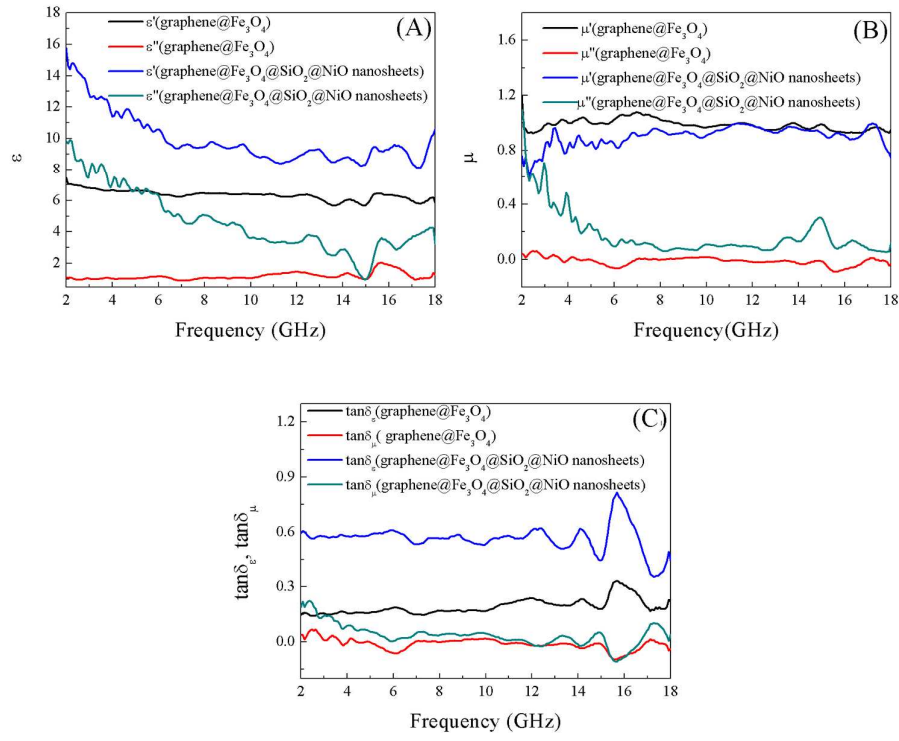 (A)
ε'(graphene@Fe₃O₄)
ε''(graphene@Fe₃O₄)
ε'(graphene@Fe₃O₄@SiO₂@NiO nanosheets)
ε''(graphene@Fe₃O₄@SiO₂@NiO nanosheets)
18
16
14
12
10
8
6
4
2
0
ε
2 4 6 8 10 12 14 16 18
Frequency (GHz)
(B)
μ'(graphene@Fe₃O₄)
μ''(graphene@Fe₃O₄)
μ'(graphene@Fe₃O₄@SiO₂@NiO nanosheets)
μ''(graphene@Fe₃O₄@SiO₂@NiO nanosheets)
1.6
1.2
0.8
0.4
0.0
μ
2 4 6 8 10 12 14 16 18
Frequency(GHz)
(C)
tanδε(graphene@Fe₃O₄)
tanδμ( graphene@Fe₃O₄)
tanδε(graphene@Fe₃O₄@SiO₂@NiO nanosheets)
tanδμ(graphene@Fe₃O₄@SiO₂@NiO nanosheets)
1.2
0.9
0.6
0.3
0.0
tanδε, tanδμ
2 4 6 8 10 12 14 16 18
Frequency (GHz)